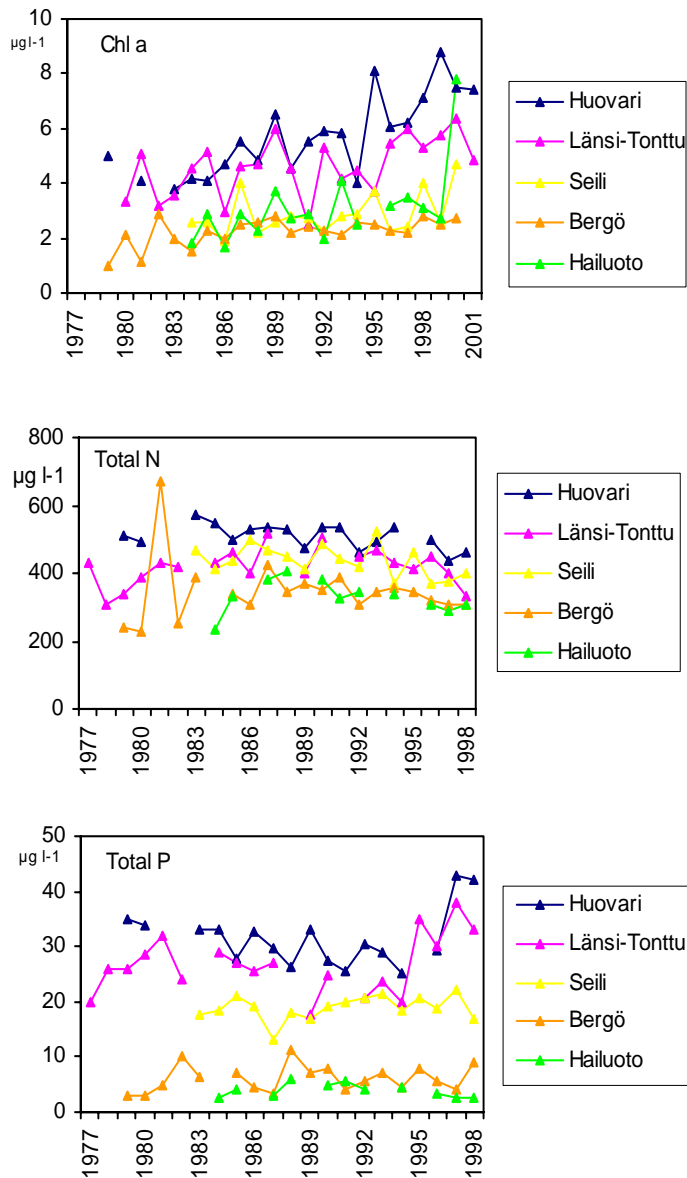 10
µg l-1
Chl a
8
6
4
2
0
1977
1980
1983
1986
1989
1992
1995
1998
2001
Huovari
Länsi-Tonttu
Seili
Bergö
Hailuoto
800
µg l-1
Total N
600
400
200
0
1977
1980
1983
1986
1989
1992
1995
1998
Huovari
Länsi-Tonttu
Seili
Bergö
Hailuoto
50
µg l-1
Total P
40
30
20
10
0
1977
1980
1983
1986
1989
1992
1995
1998
Huovari
Länsi-Tonttu
Seili
Bergö
Hailuoto